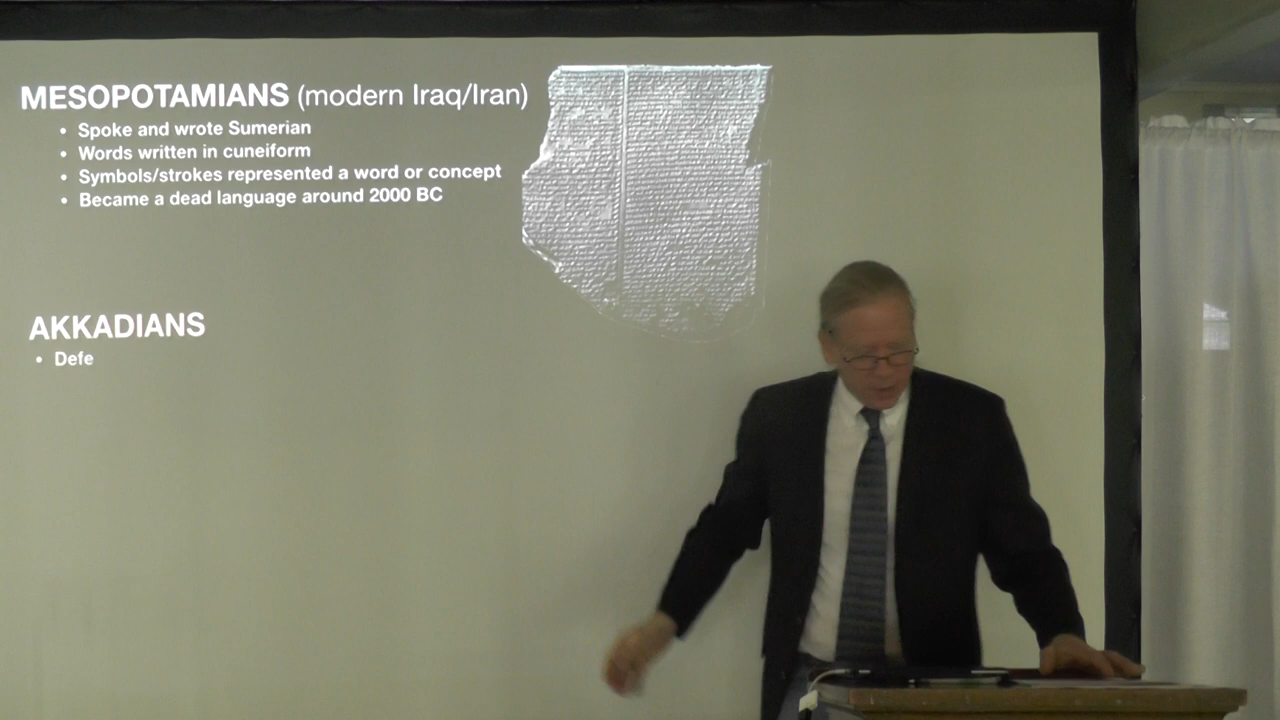 MESOPOTAMIANS (modern Iraq/Iran)
• Spoke and wrote Sumerian
• Words written in cuneiform
• Symbols/strokes represented a word or concept
• Became a dead language around 2000 BC
AKKADIANS
• Defe